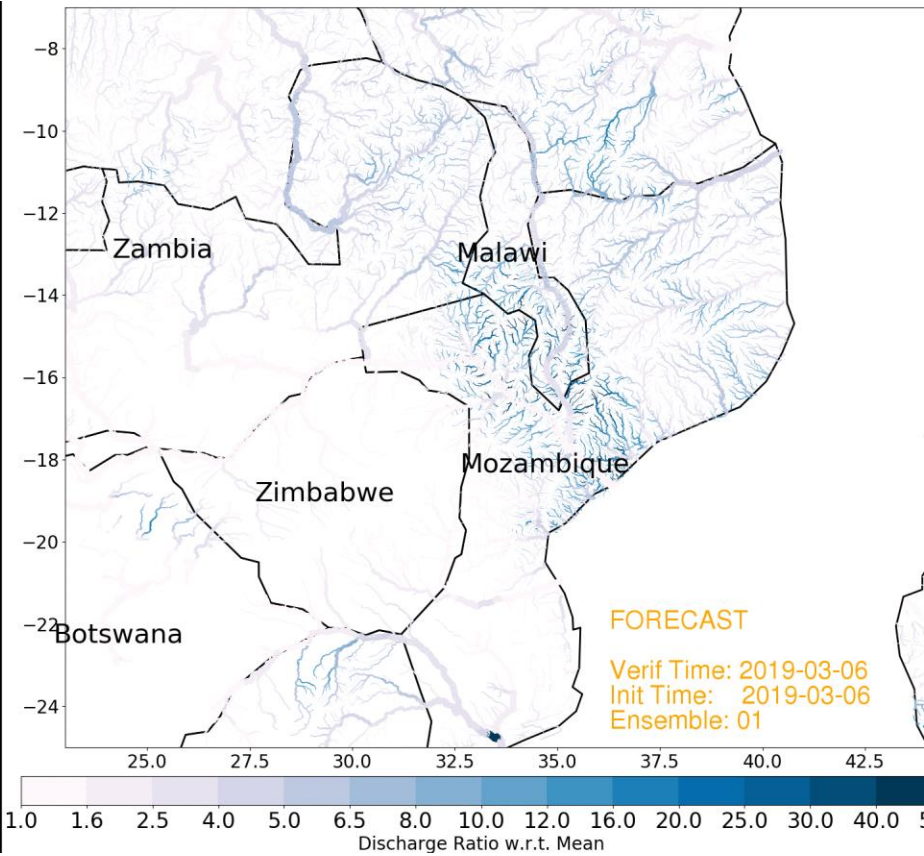 −8
−10
−12
−14
−16
−18
−20
−22
−24
Zambia
Malawi
Mozambique
Zimbabwe
Botswana
FORECAST
Verif Time: 2019-03-06
Init Time: 2019-03-06
Ensemble: 01
25.0 27.5 30.0 32.5 35.0 37.5 40.0 42.5
1.0 1.6 2.5 4.0 5.0 6.5 8.0 10.0 12.0 16.0 20.0 25.0 30.0 40.0
Discharge Ratio w.r.t. Mean